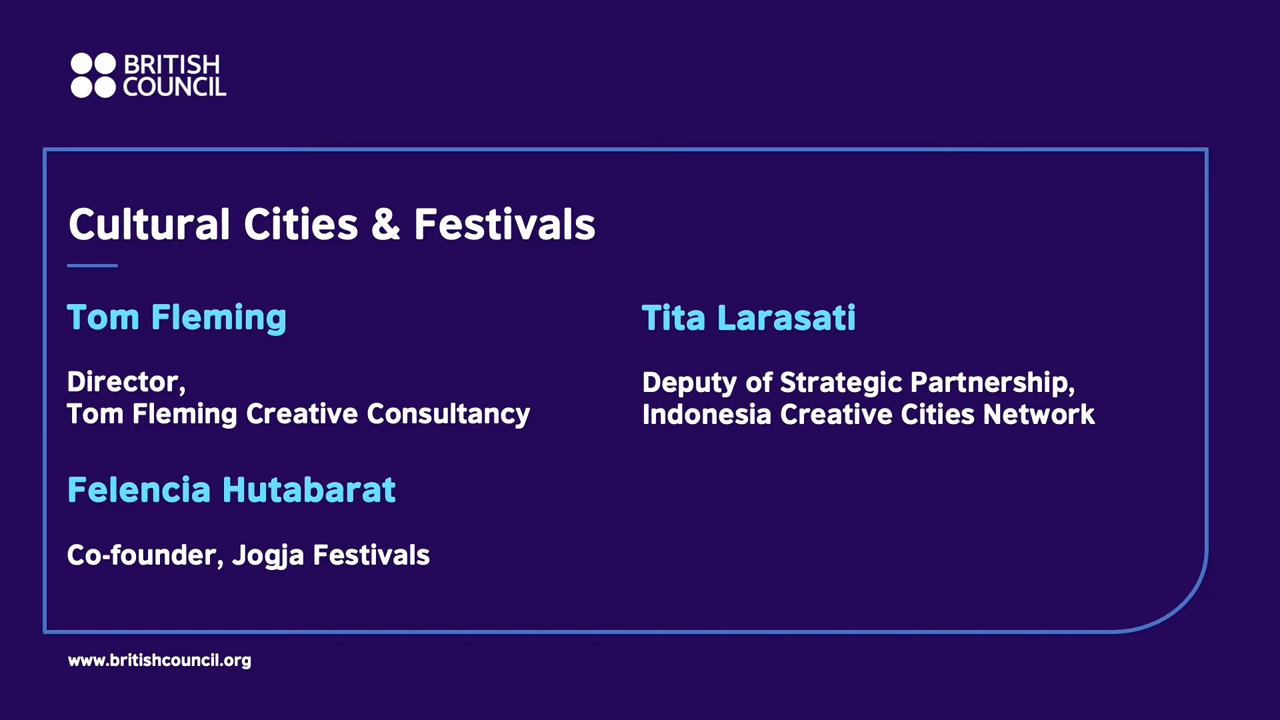 BRITISH
COUNCIL
Cultural Cities & Festivals
Tom Fleming
Director,
Tom Fleming Creative Consultancy
Tita Larasati
Deputy of Strategic Partnership,
Indonesia Creative Cities Network
Felencia Hutabarat
Co-founder, Jogja Festivals
www.britishcouncil.org